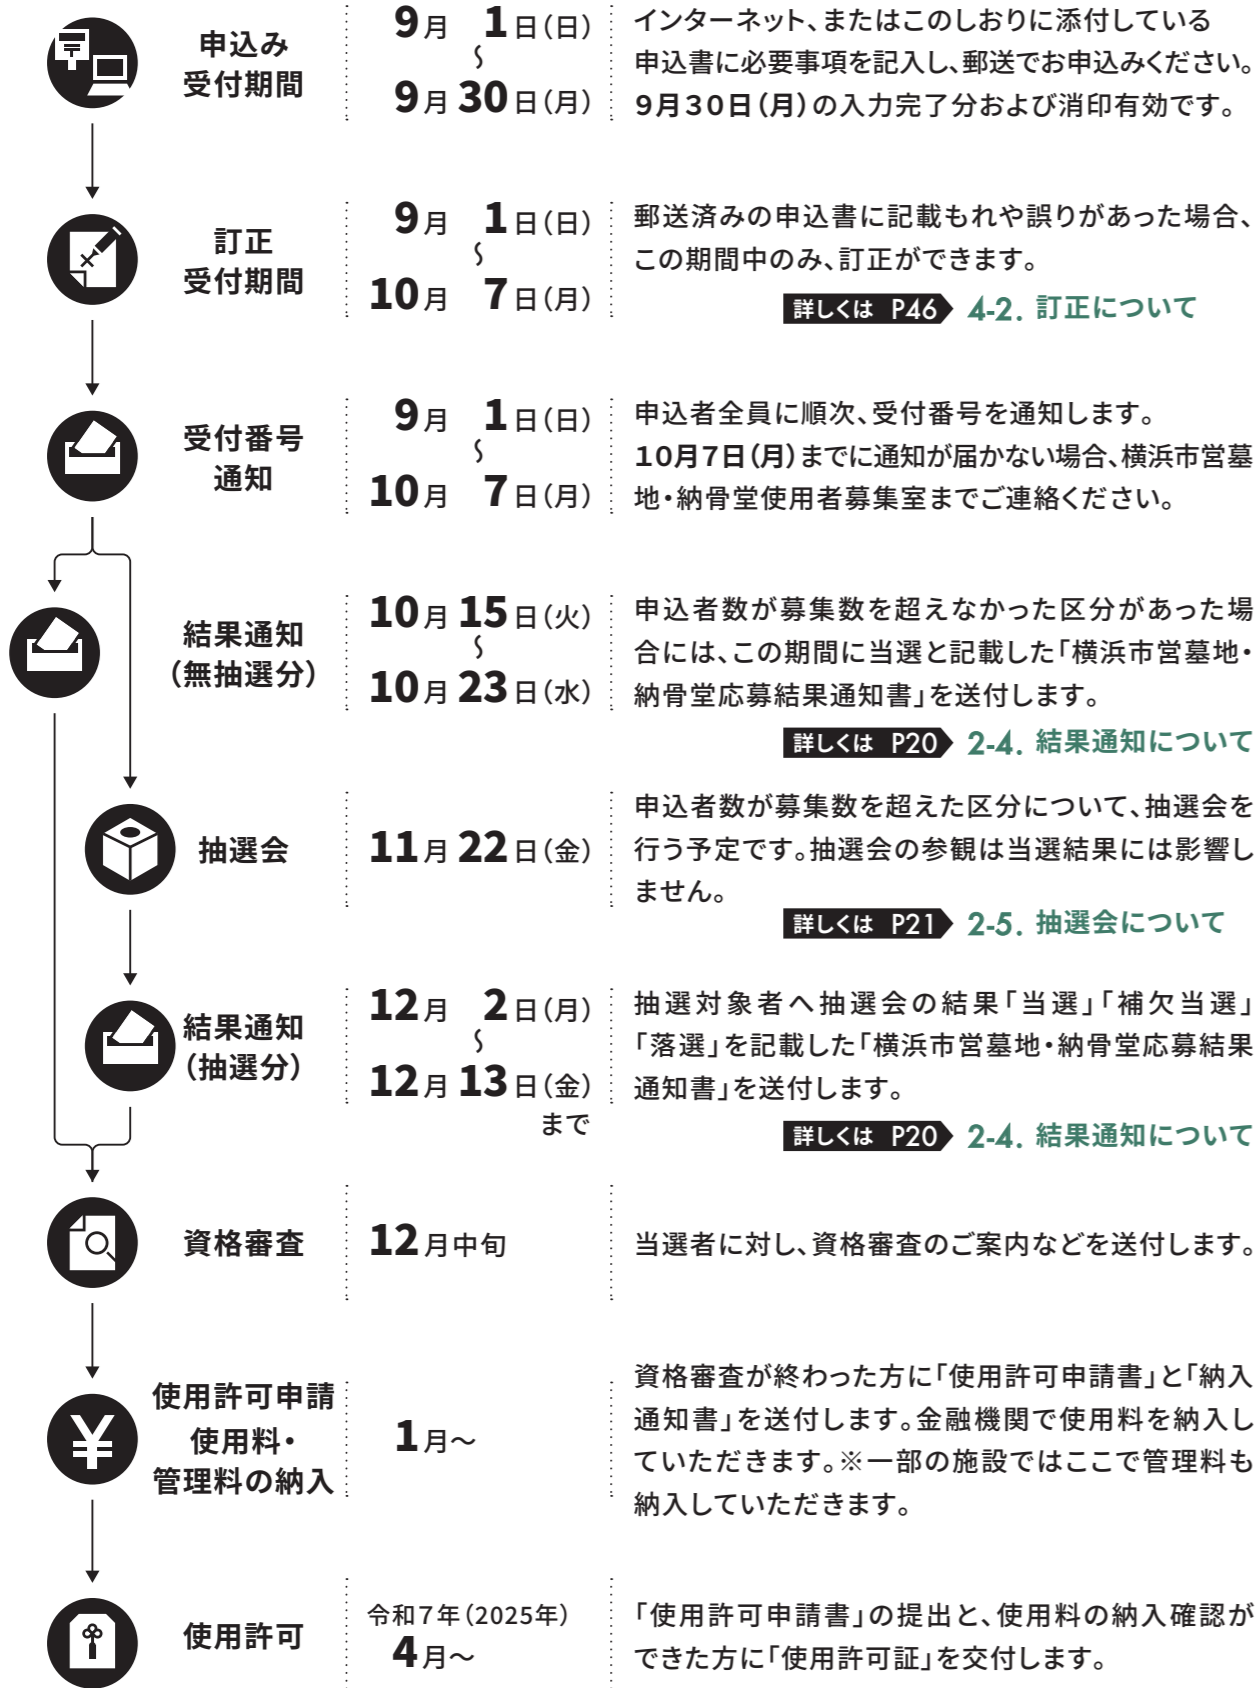 申込み
受付期間
9月 1日(日)
〜
9月 30日(月)
インターネット、またはこのしおりに添付している
申込書に必要事項を記入し、郵送でお申込みください。
9月30日(月)の入力完了分および消印有効です。
訂正
受付期間
9月 1日(日)
〜
10月 7日(月)
郵送済みの申込書に記載もれや誤りがあった場合、
この期間中のみ、訂正ができます。
詳しくは P46 4-2. 訂正について
受付番号
通知
9月 1日(日)
〜
10月 7日(月)
申込者全員に順次、受付番号を通知します。
10月7日(月)までに通知が届かない場合、横浜市営墓
地・納骨堂使用者募集室までご連絡ください。
結果通知
(無抽選分)
10月 15日(火)
〜
10月 23日(水)
申込者数が募集数を超えなかった区分があった場
合には、この期間に当選と記載した「横浜市営墓地・
納骨堂応募結果通知書」を送付します。
詳しくは P20 2-4. 結果通知について
抽選会
11月 22日(金)
申込者数が募集数を超えた区分について、抽選会を
行う予定です。抽選会の参観は当選結果には影響し
ません。
詳しくは P21 2-5. 抽選会について
結果通知
(抽選分)
12月 2日(月)
〜
12月 13日(金)
まで
抽選対象者へ抽選会の結果「当選」「補欠当選」
「落選」を記載した「横浜市営墓地・納骨堂応募結果
通知書」を送付します。
詳しくは P20 2-4. 結果通知について
資格審査
12月中旬
当選者に対し、資格審査のご案内などを送付します。
使用許可申請
使用料・
管理料の納入
¥
1月〜
資格審査が終わった方に「使用許可申請書」と「納入
通知書」を送付します。金融機関で使用料を納入し
ていただきます。※一部の施設ではここで管理料も
納入していただきます。
使用許可
令和7年(2025年)
4月〜
「使用許可申請書」の提出と、使用料の納入確認が
できた方に「使用許可証」を交付します。